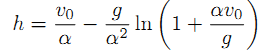 h = \frac{v_0}{\alpha} - \frac{g}{\alpha^2} \ln \left( 1 + \frac{\alpha v_0}{g} \right)